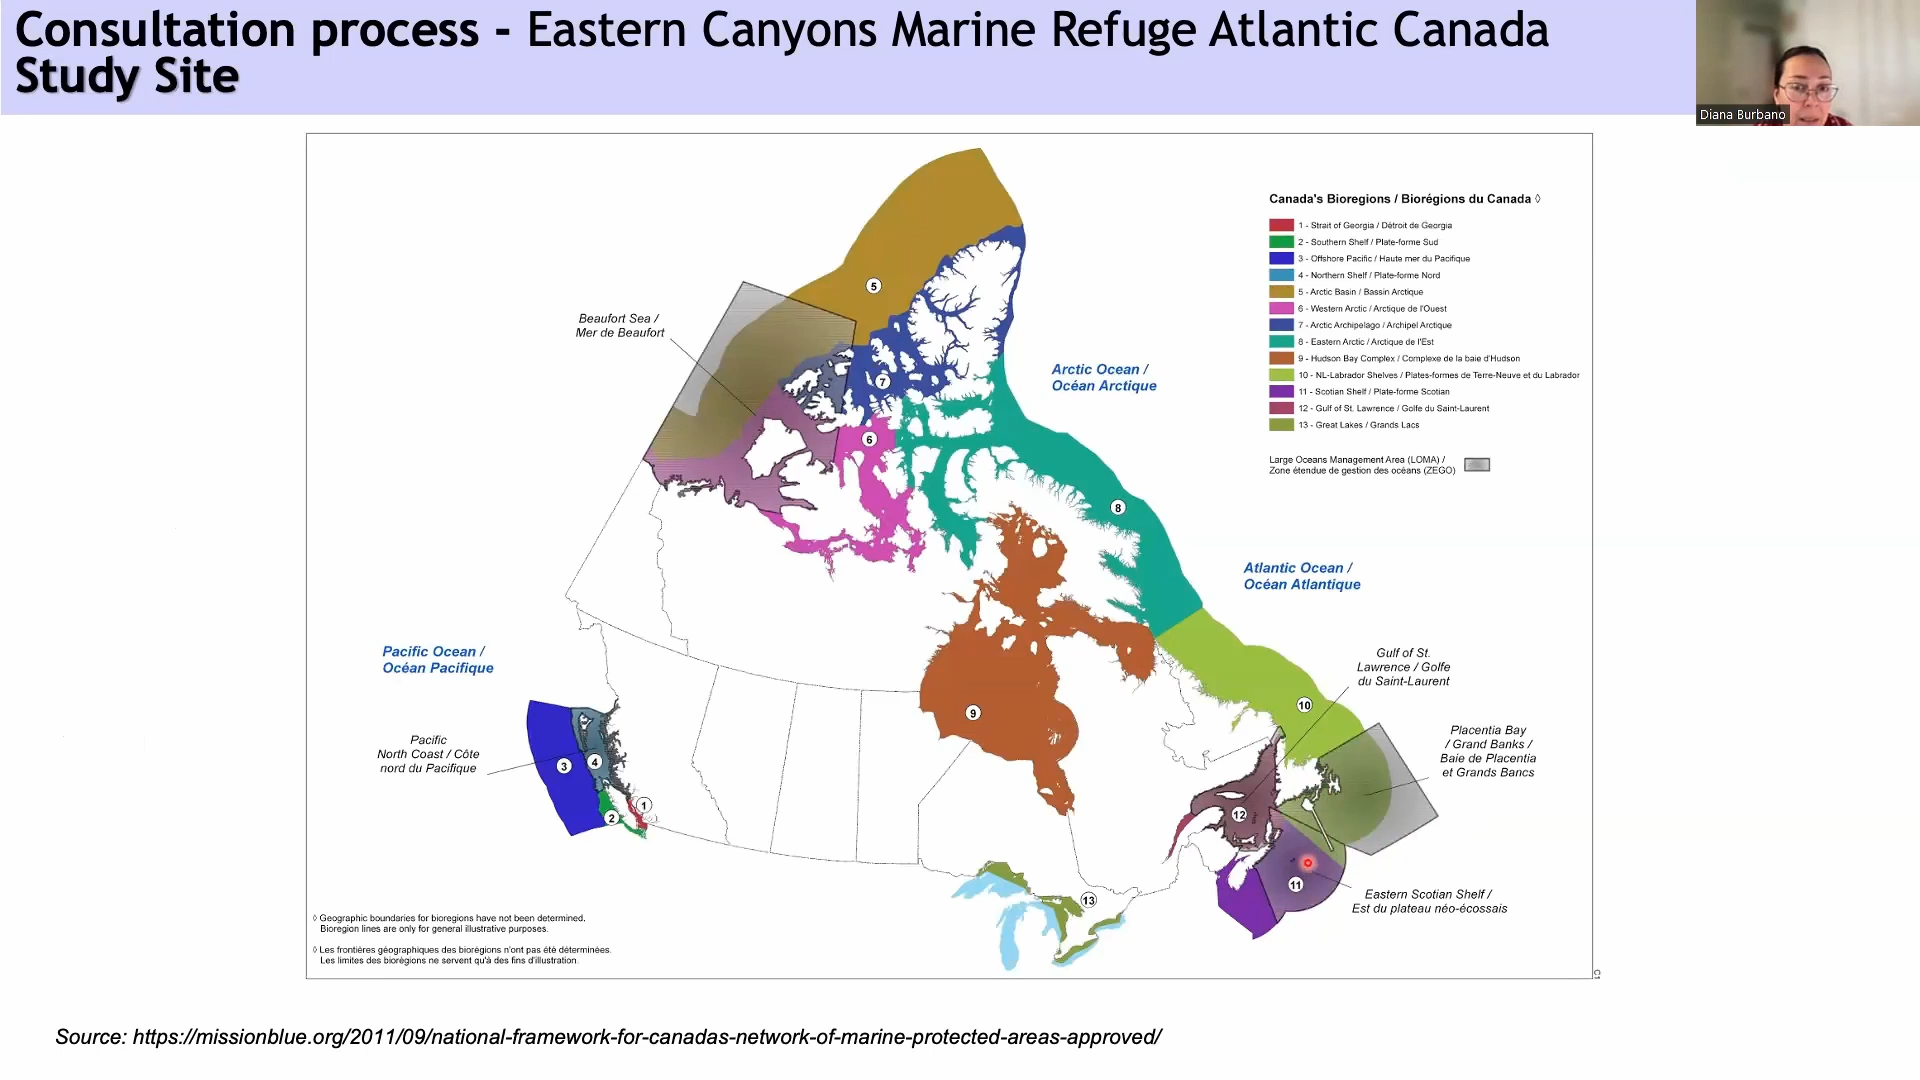 Consultation process - Eastern Canyons Marine Refuge Atlantic Canada
Study Site
Diana Burbano
Canada's Bioregions / Biorégions du Canada ◊
1 - Strait of Georgia / Détroit de Georgia
2 - Southern Shelf / Plate-forme Sud
3 - Offshore Pacific / Haute mer du Pacifique
4 - Northern Shelf / Plate-forme Nord
5 - Arctic Basin / Bassin Arctique
6 - Western Arctic / Arctique de l'Ouest
7 - Arctic Archipelago / Archipel Arctique
8 - Eastern Arctic / Arctique de l'Est
9 - Hudson Bay Complex / Complexe de la baie d'Hudson
10 - NL-Labrador Shelves / Plates-formes de Terre-Neuve et du Labrador
11 - Scotian Shelf / Plate-forme Scotian
12 - Gulf of St. Lawrence / Golfe du Saint-Laurent
13 - Great Lakes / Grands Lacs
Large Oceans Management Area (LOMA) /
Zone étendue de gestion des océans (ZEGO)
Beaufort Sea /
Mer de Beaufort
Arctic Ocean /
Océan Arctique
Atlantic Ocean /
Océan Atlantique
Pacific Ocean /
Océan Pacifique
Gulf of St.
Lawrence / Golfe
du Saint-Laurent
Pacific
North Coast / Côte
nord du Pacifique
Placentia Bay
/ Grand Banks /
Baie de Placentia
et Grands Bancs
Eastern Scotian Shelf /
Est du plateau néo-écossais
5
7
6
8
9
10
3
4
1
2
12
11
13
◊ Geographic boundaries for bioregions have not been determined.
Bioregion lines are only for general illustrative purposes.
◊ Les frontières géographiques des biorégions n'ont pas été déterminées.
Les limites des biorégions ne servent qu'à des fins d'illustration.
Source: https://missionblue.org/2011/09/national-framework-for-canadas-network-of-marine-protected-areas-approved/